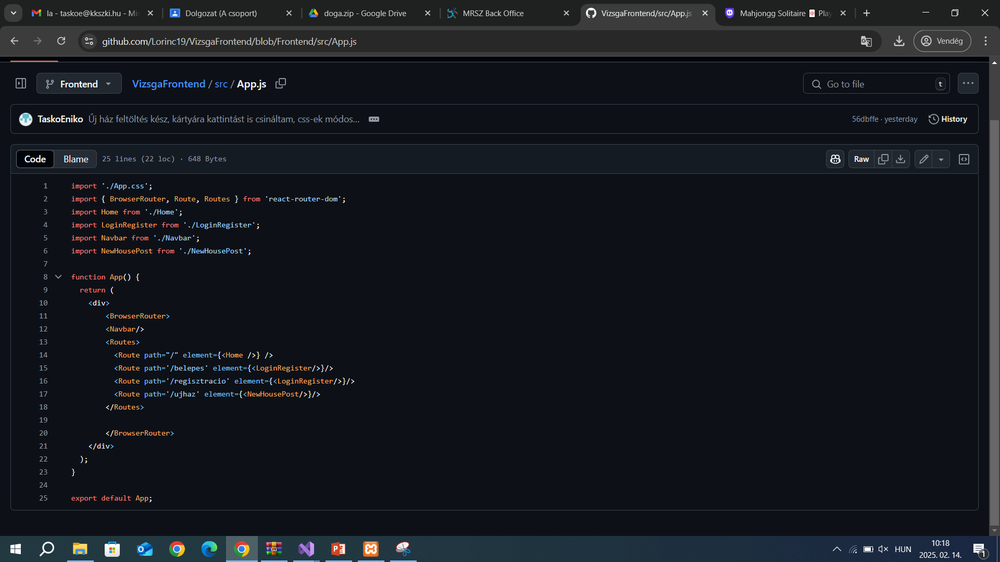 la - taskoe@kkszki.hu - Mis
Dolgozat (A csoport)
doga.zip - Google Drive
MRSZ Back Office
VizsgaFrontend/src/App.js
Mahjongg Solitaire 🀄 Play
github.com/Lorinc19/VizsgaFrontend/blob/Frontend/src/App.js
Vendég
Frontend
VizsgaFrontend / src / App.js
Go to file
t
TaskoEniko Űj ház feltöltés kész, kártyára kattintást is csináltam, css-ek módos...
56dbffe · yesterday
History
Code
Blame
25 lines (22 loc) · 648 Bytes
Raw
1 import './App.css';
2 import { BrowserRouter, Route, Routes } from 'react-router-dom';
3 import Home from './Home';
4 import LoginRegister from './LoginRegister';
5 import Navbar from './Navbar';
6 import NewHousePost from './NewHousePost';
7
8 function App() {
9 return (
10 <div>
11 <BrowserRouter>
12 <Navbar/>
13 <Routes>
14 <Route path="/" element={<Home />} />
15 <Route path='/belepes' element={<LoginRegister/>}/>
16 <Route path='/regisztracio' element={<LoginRegister/>}/>
17 <Route path='/ujhaz' element={<NewHousePost/>}/>
18 </Routes>
19
20 </BrowserRouter>
21 </div>
22 );
23 }
24
25 export default App;
HUN
10:18
2025. 02. 14.
1